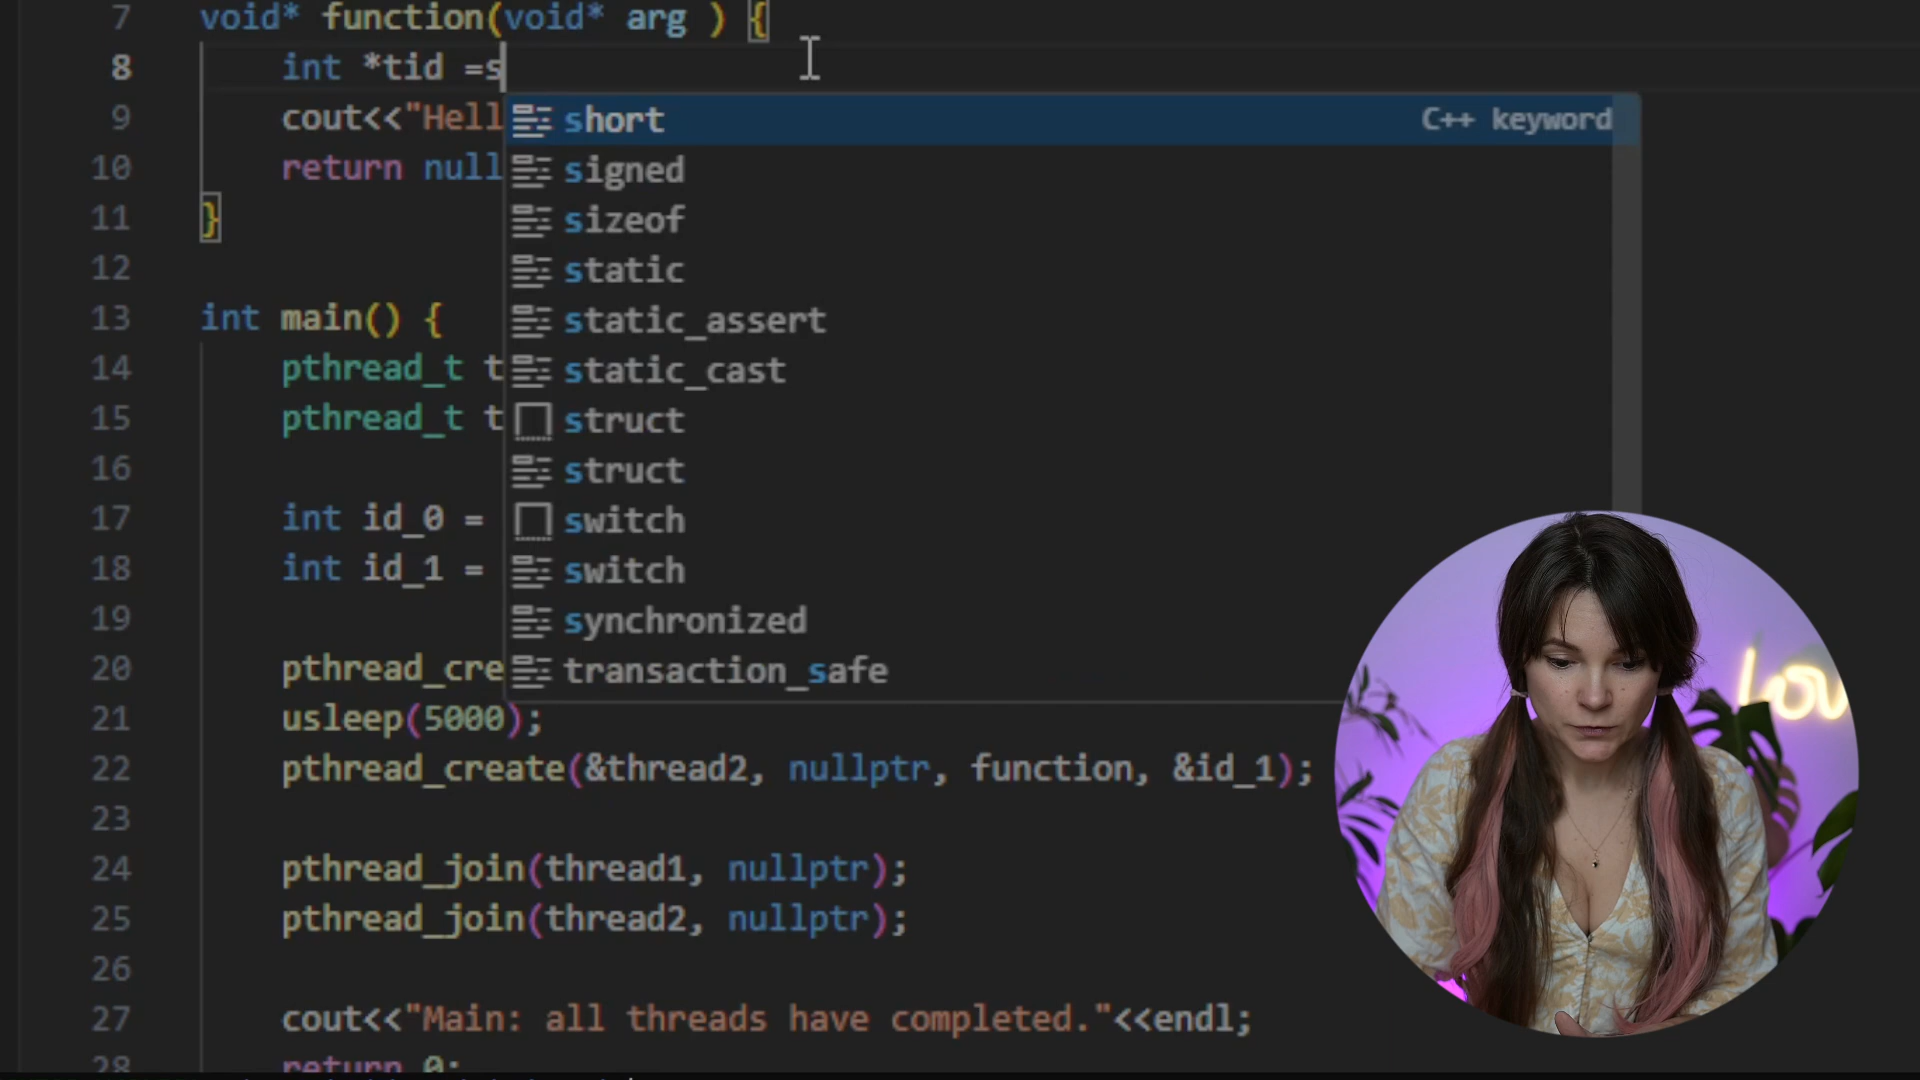 7 void* function(void* arg ) {
8 int *tid =s
short C++ keyword
9 cout<<"Hell
signed
10 return null
sizeof
11 }
static
12
static_assert
13 int main() {
static_cast
14 pthread_t t
struct
15 pthread_t t
struct
16
switch
17 int id_0 =
switch
18 int id_1 =
synchronized
19
transaction_safe
20 pthread_cre
21 usleep(5000);
22 pthread_create(&thread2, nullptr, function, &id_1);
23
24 pthread_join(thread1, nullptr);
25 pthread_join(thread2, nullptr);
26
27 cout<<"Main: all threads have completed."<<endl;
28 return 0;